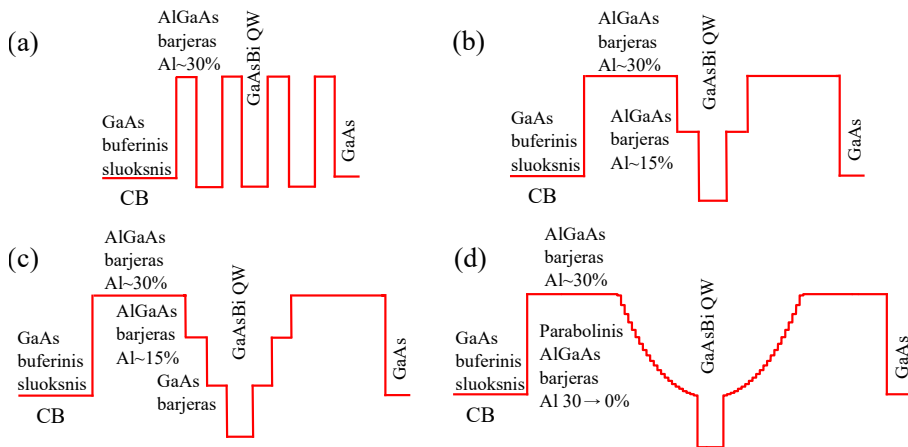 (a)
AlGaAs
barjeras
Al~30%
GaAsBi QW
GaAs
buferinis
sluoksnis
CB
GaAs
(b)
AlGaAs
barjeras
Al~30%
GaAsBi QW
GaAs
buferinis
sluoksnis
AlGaAs
barjeras
Al~15%
CB
GaAs
(c)
AlGaAs
barjeras
Al~30%
GaAsBi QW
AlGaAs
barjeras
Al~15%
GaAs
buferinis
sluoksnis
GaAs
barjeras
CB
GaAs
(d)
AlGaAs
barjeras
Al~30%
GaAsBi QW
GaAs
buferinis
sluoksnis
Parabolinis
AlGaAs
barjeras
Al 30→0%
CB
GaAs